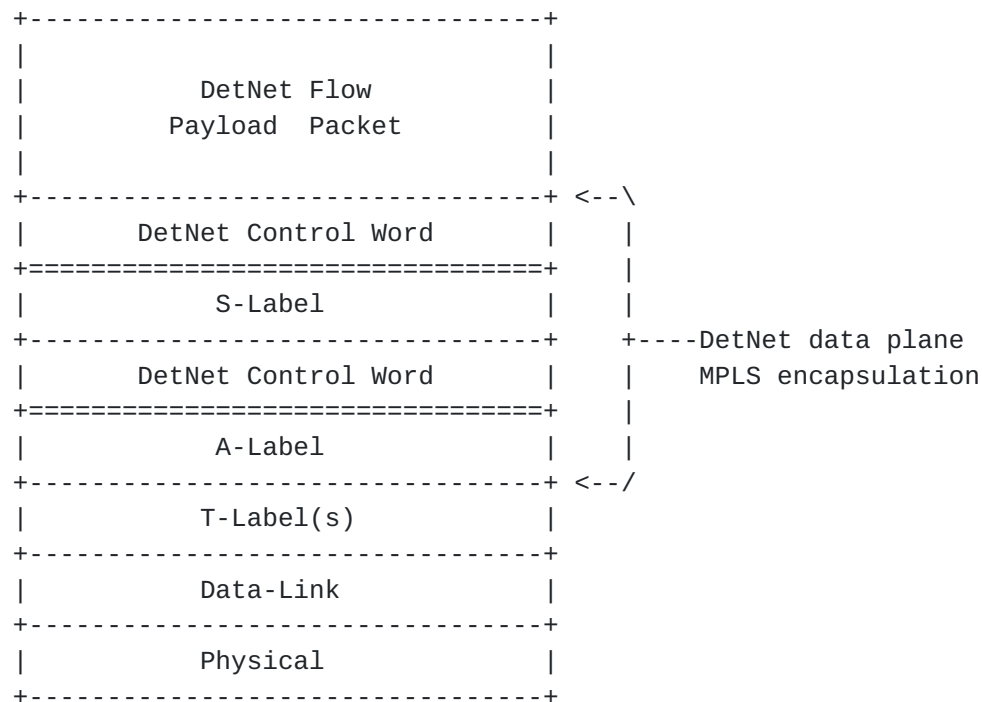 +---------------------------------+
|                                 |
|           DetNet Flow           |
|         Payload  Packet         |
|                                 |
+---------------------------------+ <--\
|       DetNet Control Word       |    |
+=================================+    |
|            S-Label              |    |
+---------------------------------+    +----DetNet data plane
|       DetNet Control Word       |    |    MPLS encapsulation
+=================================+    |
|            A-Label              |    |
+---------------------------------+ <--/
|           T-Label(s)            |
+---------------------------------+
|           Data-Link             |
+---------------------------------+
|           Physical              |
+---------------------------------+